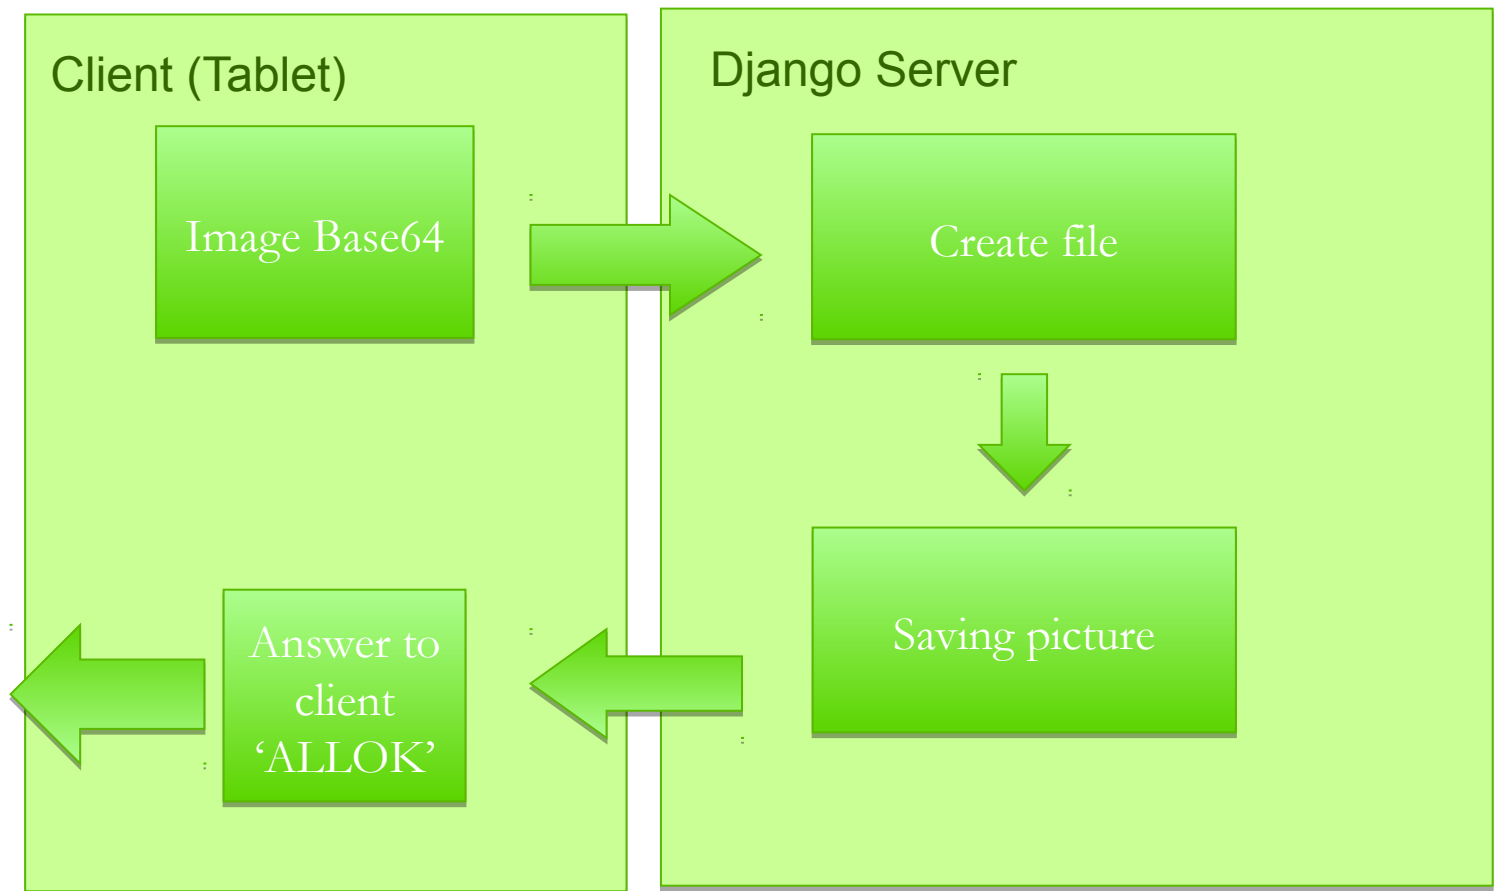 Client (Tablet)
Django Server
Image Base64
Create file
Saving picture
Answer to
client
‘ALLOK’